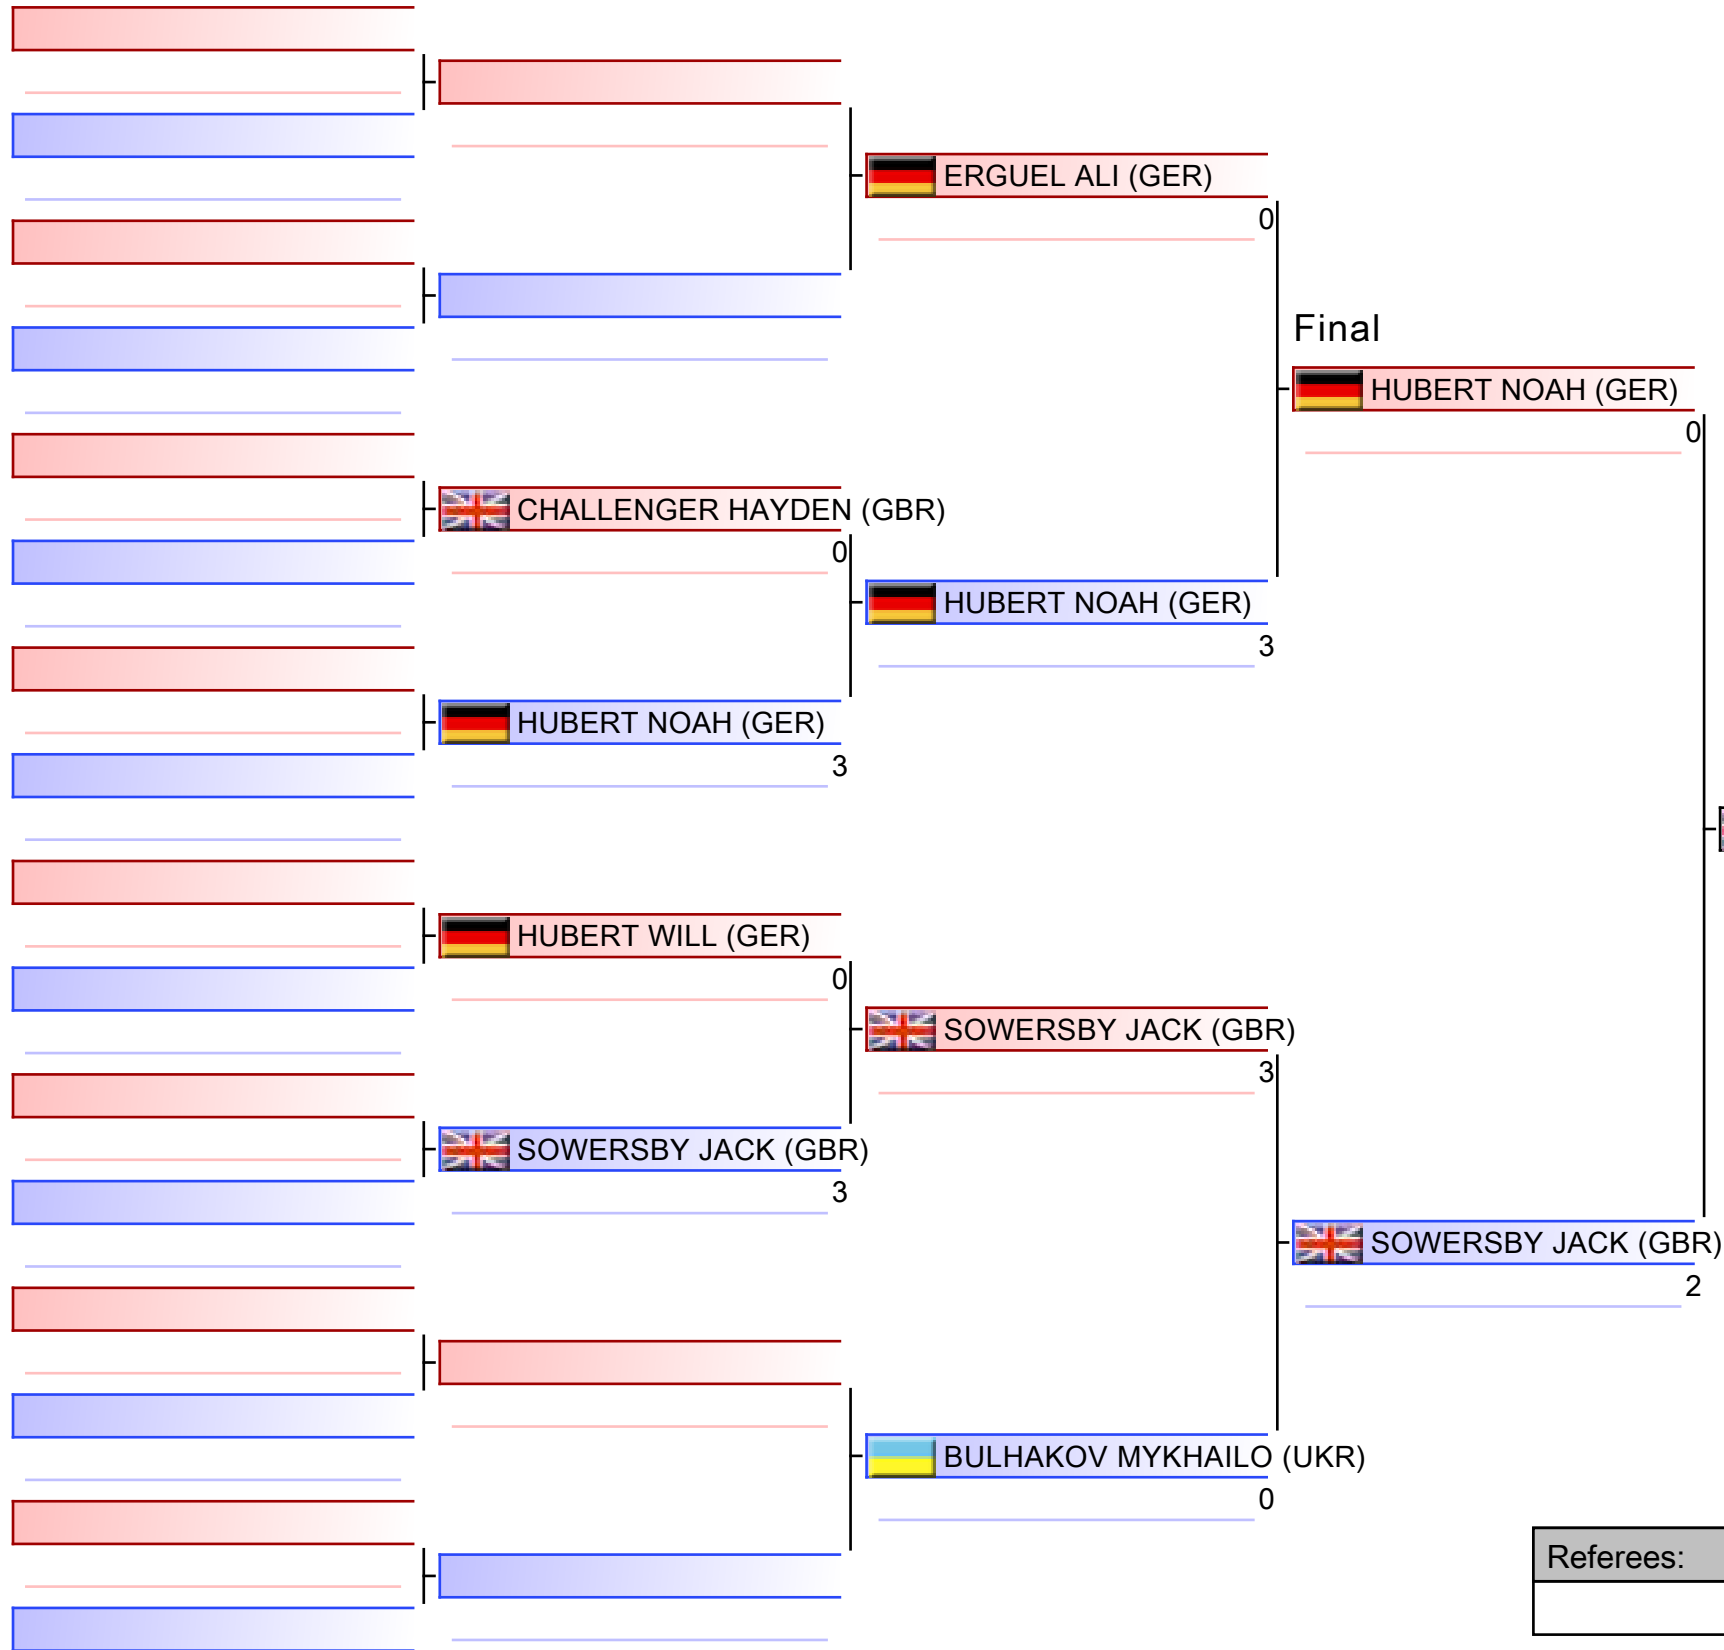 ERGUEL ALI (GER)
0
Final
HUBERT NOAH (GER)
0
CHALLENGER HAYDEN (GBR)
0
HUBERT NOAH (GER)
3
HUBERT NOAH (GER)
3
HUBERT WILL (GER)
0
SOWERSBY JACK (GBR)
3
SOWERSBY JACK (GBR)
3
SOWERSBY JACK (GBR)
2
BULHAKOV MYKHAILO (UKR)
0
Referees: